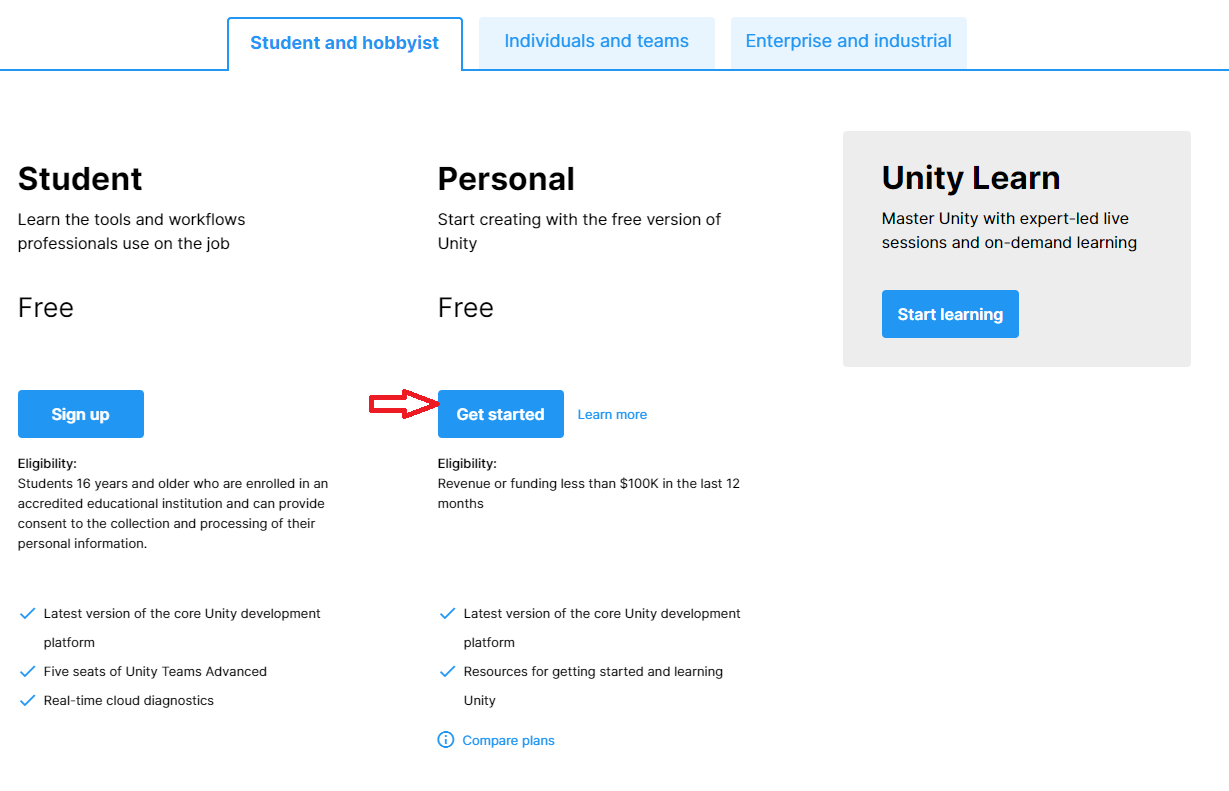 Student and hobbyist
Individuals and teams
Enterprise and industrial
Student
Learn the tools and workflows
professionals use on the job
Free
Sign up
Eligibility:
Students 16 years and older who are enrolled in an
accredited educational institution and can provide
consent to the collection and processing of their
personal information.
Latest version of the core Unity development
platform
Five seats of Unity Teams Advanced
Real-time cloud diagnostics
Personal
Start creating with the free version of
Unity
Free
Get started
Learn more
Eligibility:
Revenue or funding less than $100K in the last 12
months
Latest version of the core Unity development
platform
Resources for getting started and learning
Unity
Compare plans
Unity Learn
Master Unity with expert-led live
sessions and on-demand learning
Start learning